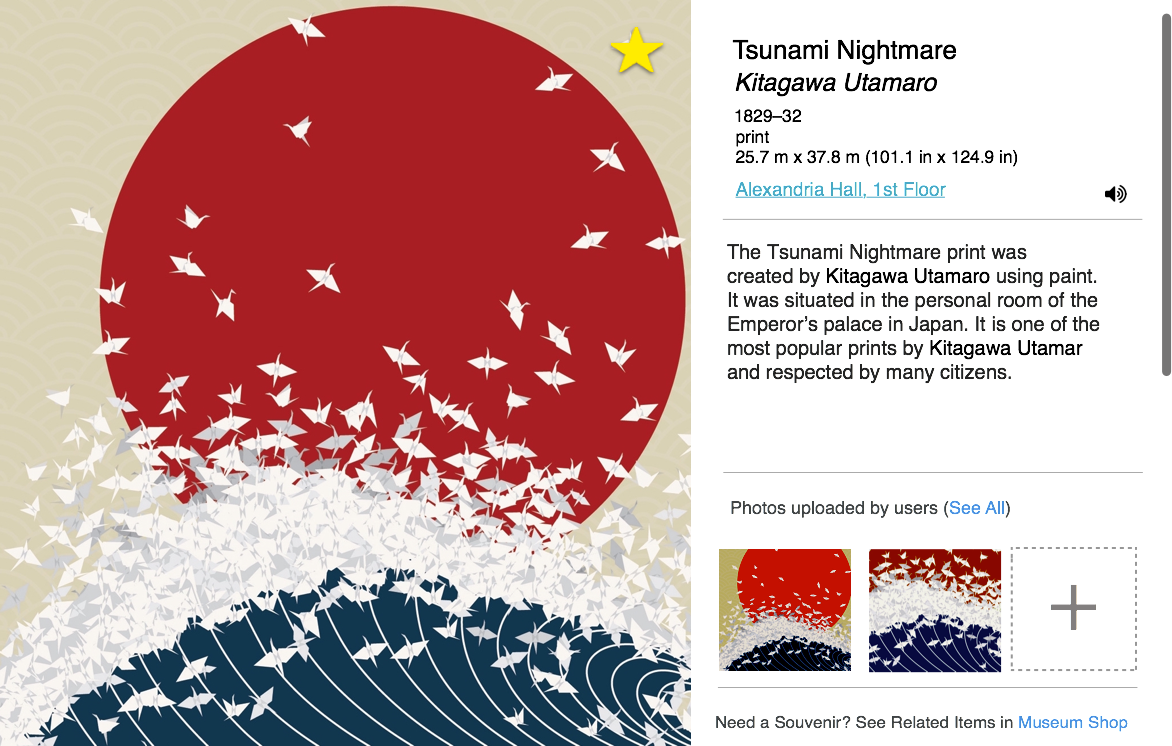 Tsunami Nightmare
Kitagawa Utamaro
1829–32
print
25.7 m x 37.8 m (101.1 in x 124.9 in)
Alexandria Hall, 1st Floor
The Tsunami Nightmare print was
created by Kitagawa Utamaro using paint.
It was situated in the personal room of the
Emperor’s palace in Japan. It is one of the
most popular prints by Kitagawa Utamar
and respected by many citizens.
Photos uploaded by users (See All)
Need a Souvenir? See Related Items in Museum Shop